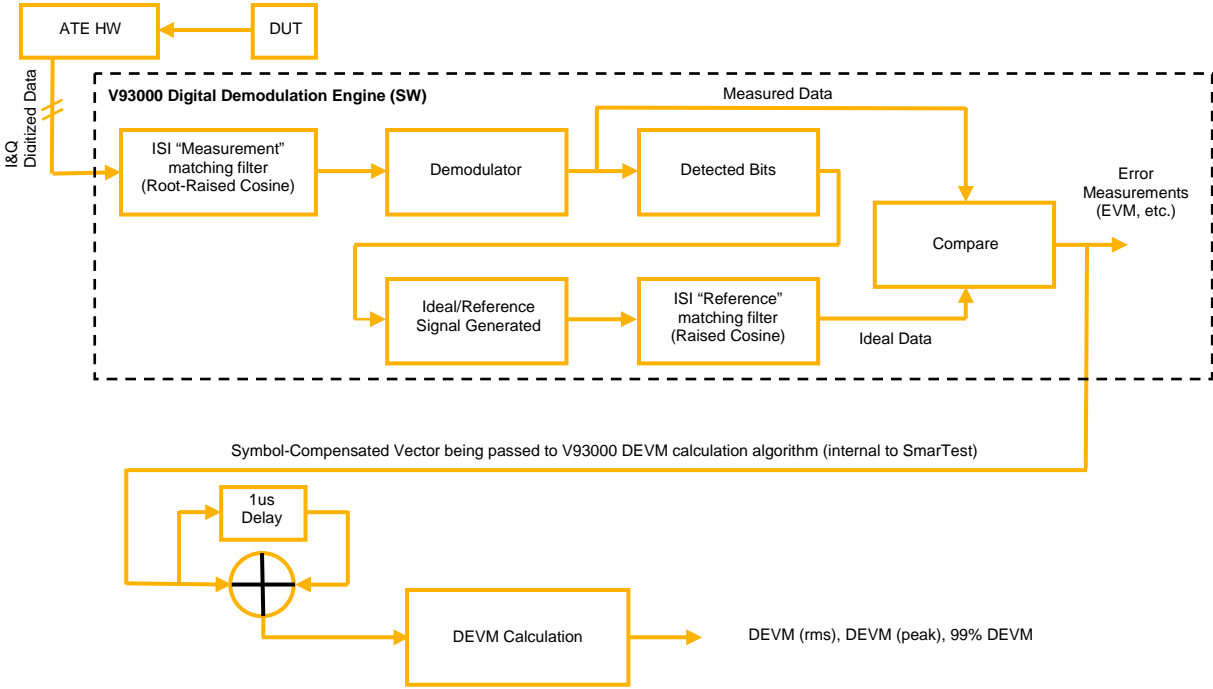 ATE HW
DUT
I&Q
Digitized Data
V93000 Digital Demodulation Engine (SW)
Measured Data
ISI “Measurement”
matching filter
(Root-Raised Cosine)
Demodulator
Detected Bits
Error
Measurements
(EVM, etc.)
Compare
Ideal/Reference
Signal Generated
ISI “Reference”
matching filter
(Raised Cosine)
Ideal Data
Symbol-Compensated Vector being passed to V93000 DEVM calculation algorithm (internal to SmarTest)
1us
Delay
DEVM Calculation
DEVM (rms), DEVM (peak), 99% DEVM